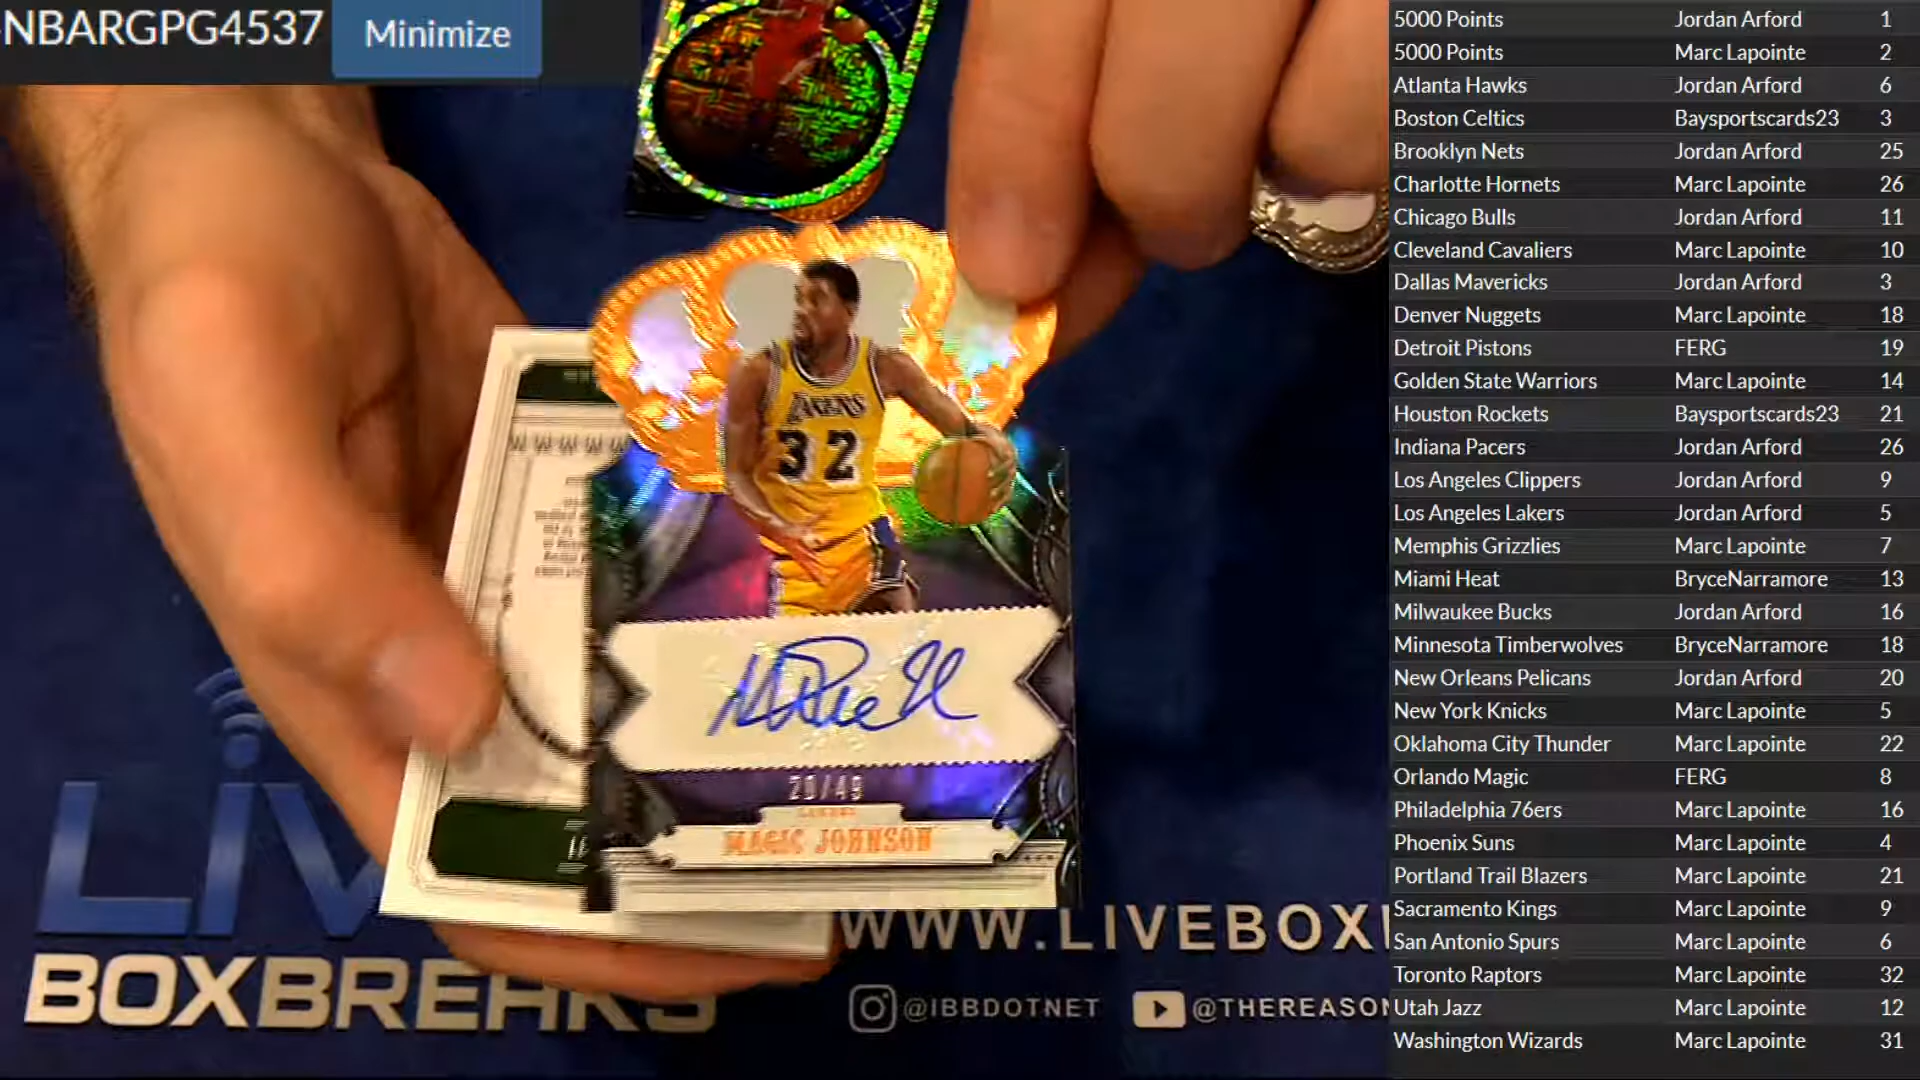 -NBARGPG4537
Minimize
LAKERS
32
20/49
MAGIC JOHNSON
LIV
BOXBREAKS
WWW.LIVEBOX
@IBBDOTNET
@THEREASON
5000 Points Jordan Arford 1
5000 Points Marc Lapointe 2
Atlanta Hawks Jordan Arford 6
Boston Celtics Baysportscards23 3
Brooklyn Nets Jordan Arford 25
Charlotte Hornets Marc Lapointe 26
Chicago Bulls Jordan Arford 11
Cleveland Cavaliers Marc Lapointe 10
Dallas Mavericks Jordan Arford 3
Denver Nuggets Marc Lapointe 18
Detroit Pistons FERG 19
Golden State Warriors Marc Lapointe 14
Houston Rockets Baysportscards23 21
Indiana Pacers Jordan Arford 26
Los Angeles Clippers Jordan Arford 9
Los Angeles Lakers Jordan Arford 5
Memphis Grizzlies Marc Lapointe 7
Miami Heat BryceNarramore 13
Milwaukee Bucks Jordan Arford 16
Minnesota Timberwolves BryceNarramore 18
New Orleans Pelicans Jordan Arford 20
New York Knicks Marc Lapointe 5
Oklahoma City Thunder Marc Lapointe 22
Orlando Magic FERG 8
Philadelphia 76ers Marc Lapointe 16
Phoenix Suns Marc Lapointe 4
Portland Trail Blazers Marc Lapointe 21
Sacramento Kings Marc Lapointe 9
San Antonio Spurs Marc Lapointe 6
Toronto Raptors Marc Lapointe 32
Utah Jazz Marc Lapointe 12
Washington Wizards Marc Lapointe 31